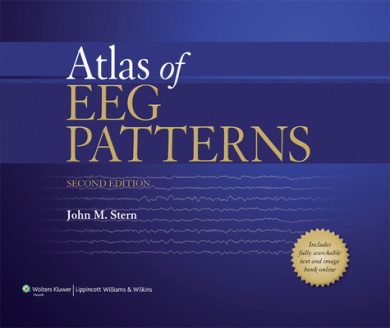 Atlas of
EEG
PATTERNS
SECOND EDITION
John M. Stern
Includes
fully searchable
text and image
bank online
Wolters Kluwer | Lippincott Williams & Wilkins
Health